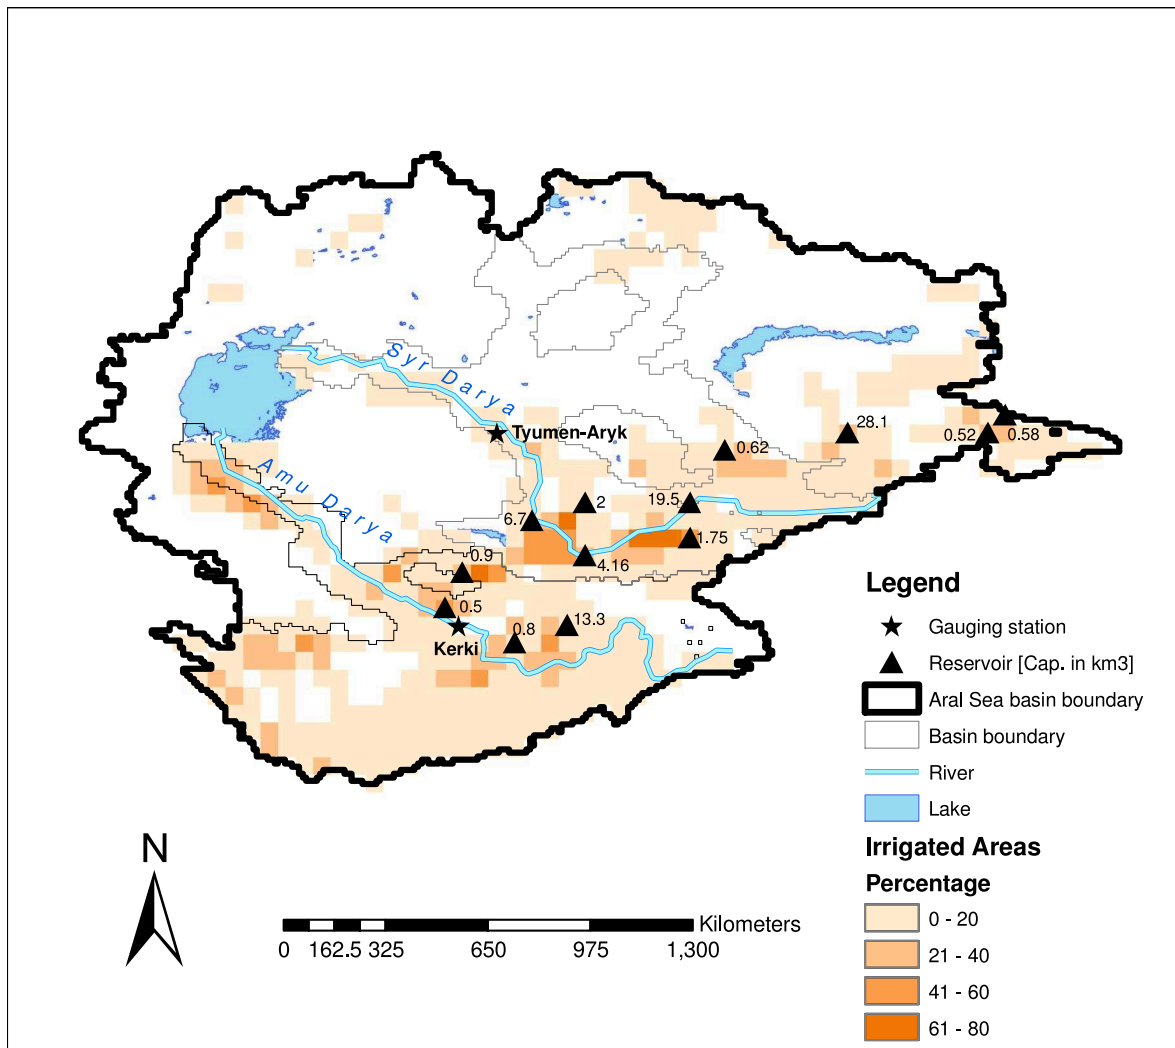 Syr Darya
Tyumen-Aryk
Amu Darya
28.1
0.58
0.52
0.62
2
19.5
6.7
1.75
4.16
0.9
0.5
13.3
0.8
Kerki
Legend
Gauging station
Reservoir [Cap. in km3]
Aral Sea basin boundary
Basin boundary
River
Lake
Irrigated Areas
Percentage
0 - 20
21 - 40
41 - 60
61 - 80
N
Kilometers
0 162.5 325 650 975 1,300